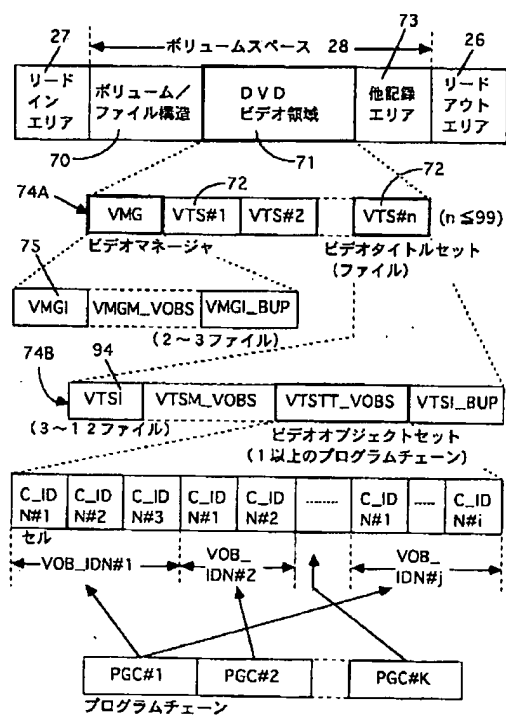 27
ボリュームスペース 28
73
26
リード
イン
エリア
ボリューム／
ファイル構造
DVD
ビデオ領域
他記録
エリア
リード
アウト
エリア
70
71
74A
72
72
VMG
VTS#1
VTS#2
VTS#n
(n≦99)
ビデオマネージャ
ビデオタイトルセット
(ファイル)
75
VMGI
VMGM_VOBS
VMGI_BUP
(2～3ファイル)
74B
94
VTSI
VTSM_VOBS
VTSTT_VOBS
VTSI_BUP
(3～12ファイル)
ビデオオブジェクトセット
(1以上のプログラムチェーン)
C_ID
N#1
C_ID
N#2
C_ID
N#3
C_ID
N#1
C_ID
N#2
........
C_ID
N#1
.....
C_ID
N#i
セル
VOB_IDN#1
VOB_
IDN#2
VOB_
IDN#j
PGC#1
PGC#2
PGC#K
プログラムチェーン